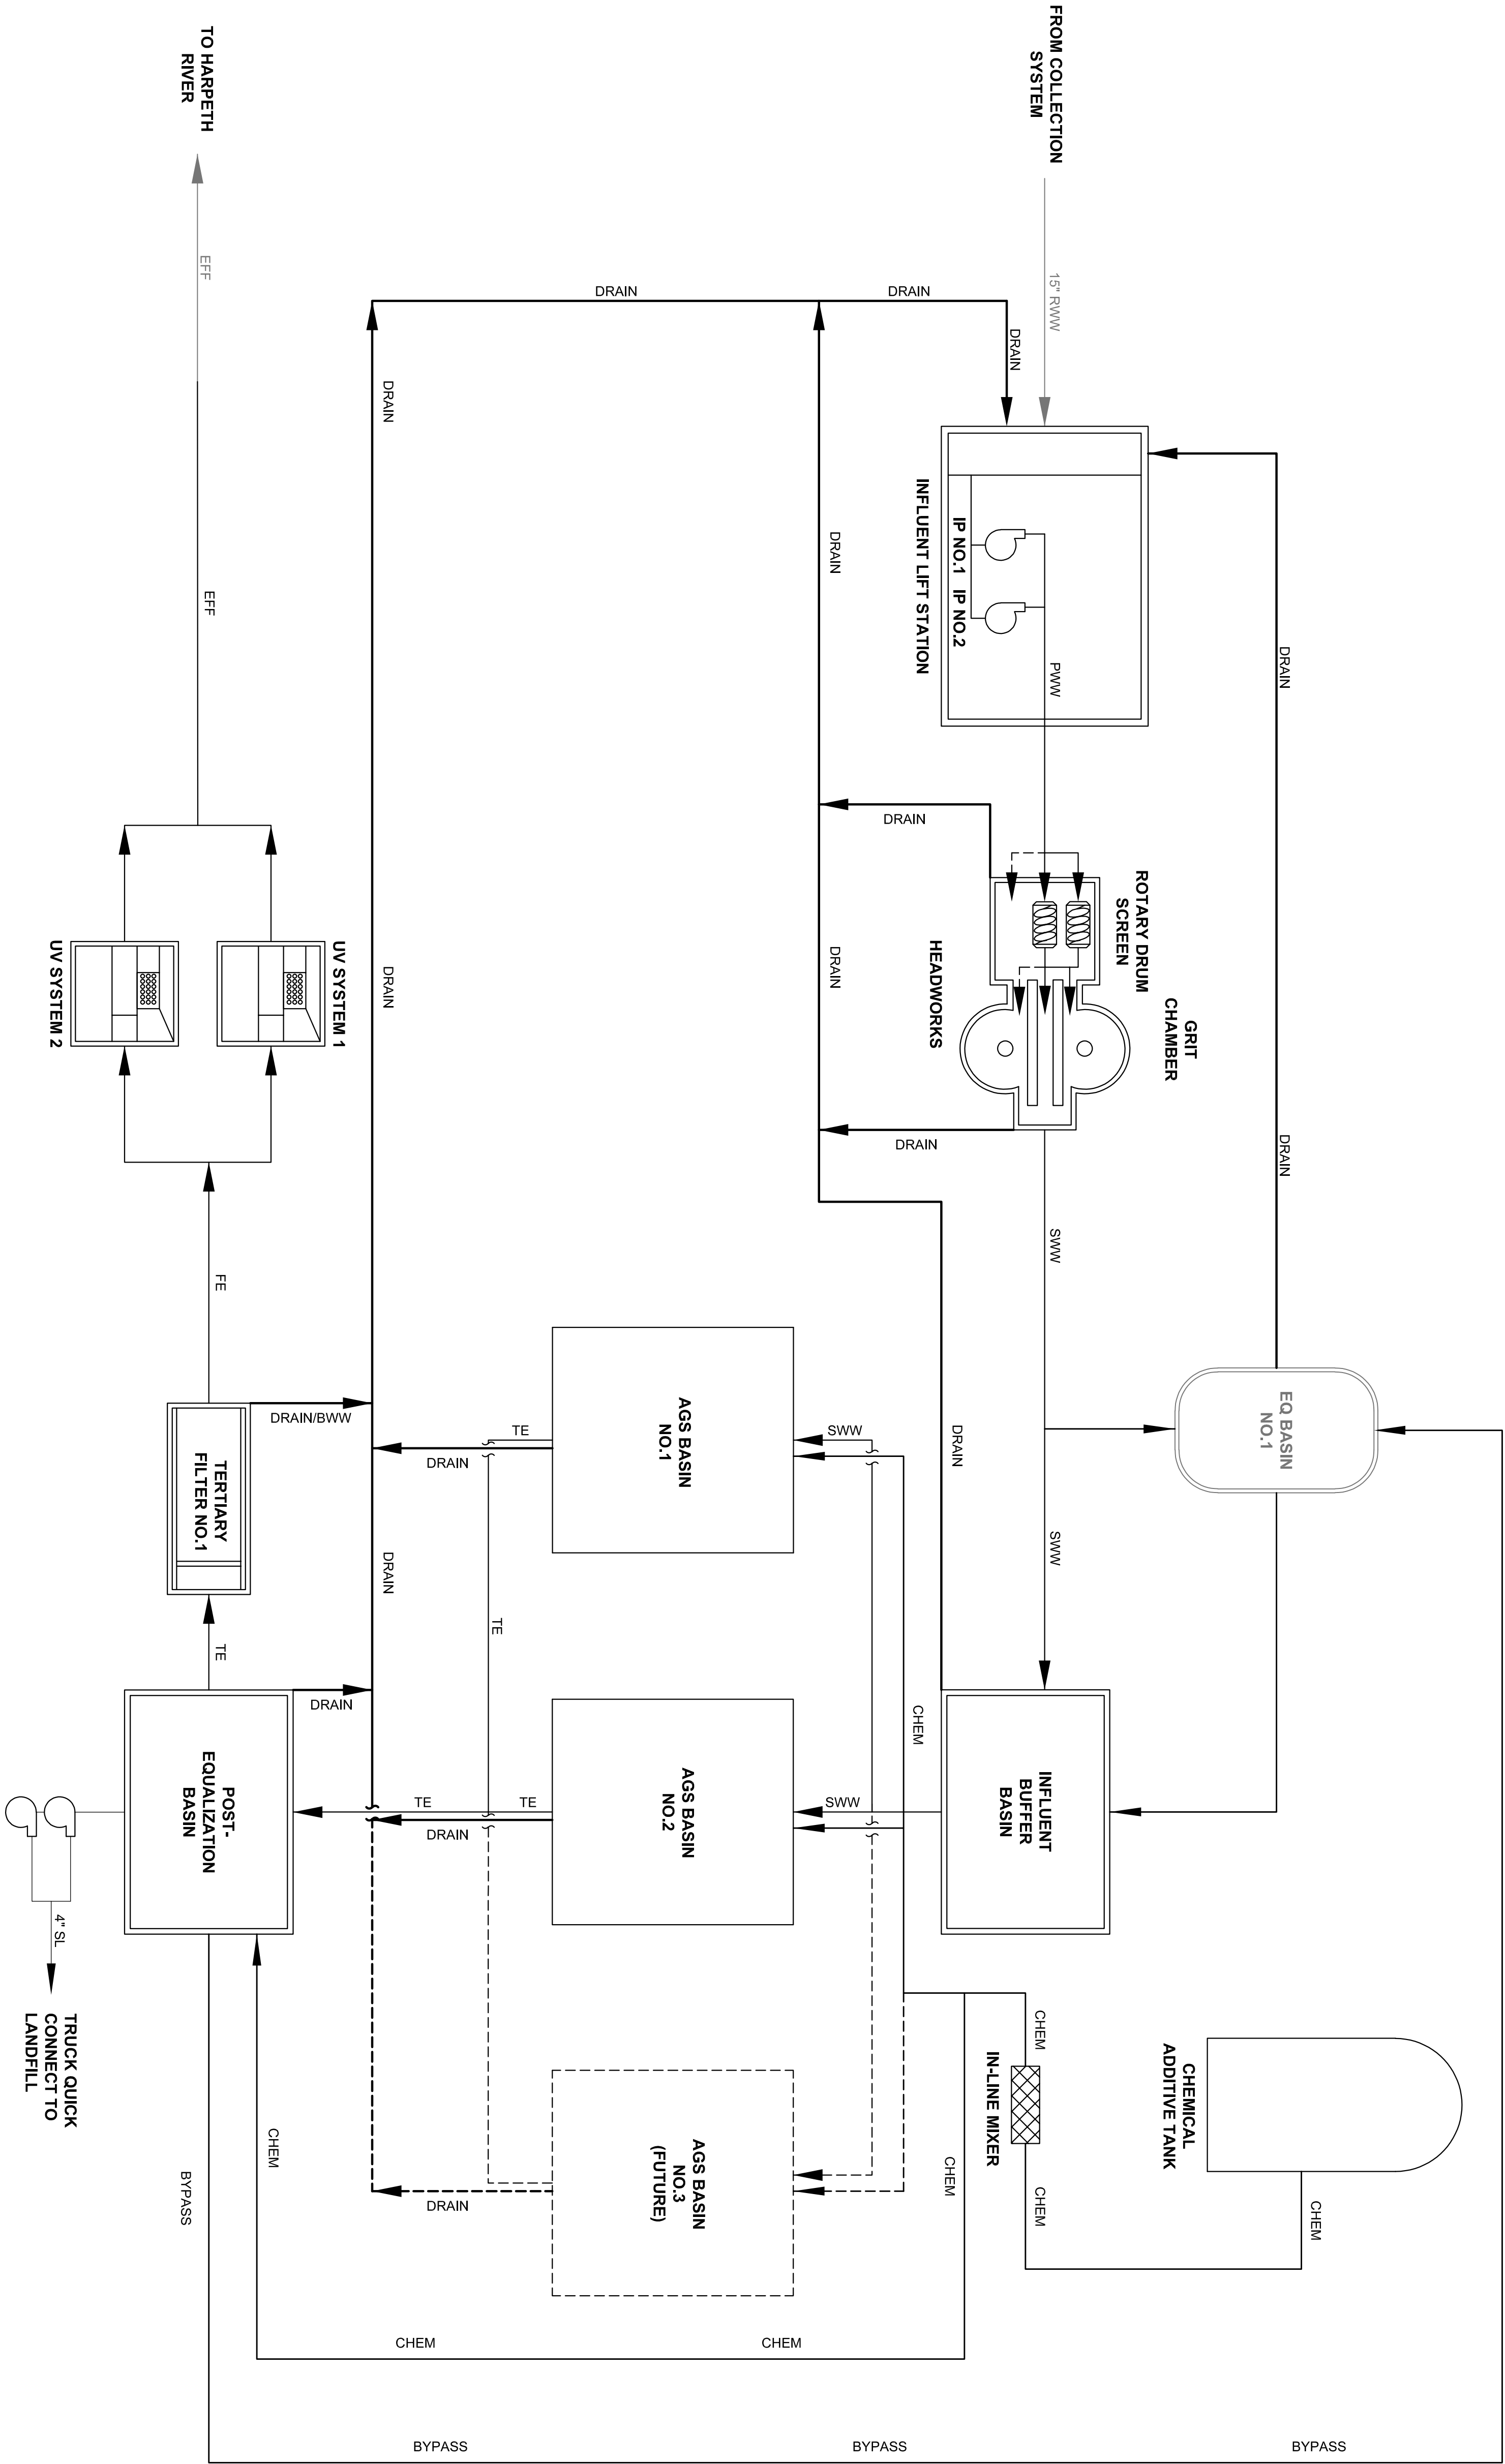 FROM COLLECTION
SYSTEM
15" RWW
DRAIN
DRAIN
DRAIN
IP NO.1 IP NO.2
INFLUENT LIFT STATION
PWW
DRAIN
DRAIN
ROTARY DRUM
SCREEN
GRIT
CHAMBER
HEADWORKS
DRAIN
DRAIN
DRAIN
DRAIN
SWW
SWW
DRAIN
EQ BASIN
NO.1
INFLUENT
BUFFER
BASIN
CHEMICAL
ADDITIVE TANK
CHEM
CHEM
IN-LINE MIXER
CHEM
CHEM
CHEM
SWW
SWW
AGS BASIN
NO.1
AGS BASIN
NO.2
AGS BASIN
NO.3
(FUTURE)
TE
DRAIN
TE
TE
TE
DRAIN
DRAIN
DRAIN
DRAIN
DRAIN
TO HARPETH
RIVER
EFF
EFF
UV SYSTEM 1
UV SYSTEM 2
FE
DRAIN/BWW
TERTIARY
FILTER NO.1
TE
DRAIN
POST-
EQUALIZATION
BASIN
4" SL
TRUCK QUICK
CONNECT TO
LANDFILL
CHEM
CHEM
CHEM
BYPASS
BYPASS
BYPASS
BYPASS